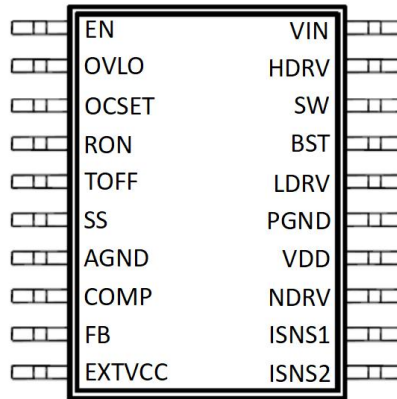 EN VIN
OVLO HDRV
OCSET SW
RON BST
TOFF LDRV
SS PGND
AGND VDD
COMP NDRV
FB ISNS1
EXTVCC ISNS2